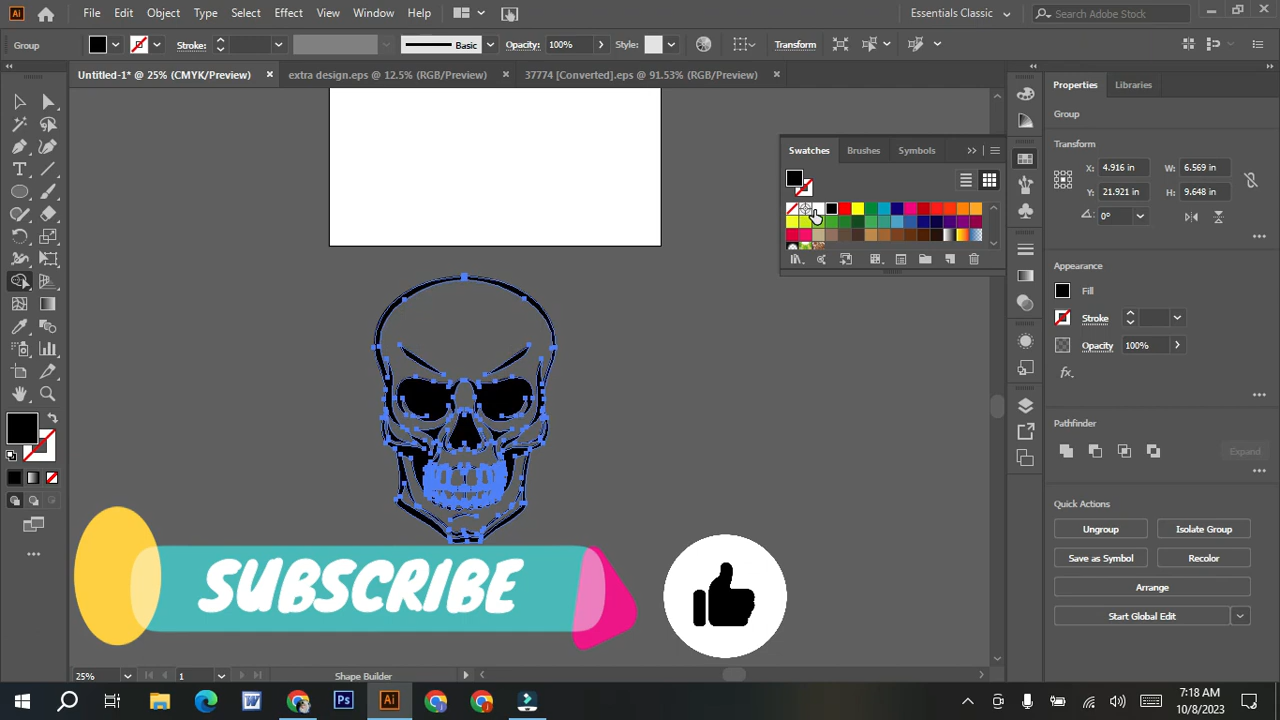 Ai
File Edit Object Type Select Effect View Window Help
Essentials Classic
Search Adobe Stock
Group
Stroke:
Basic
Opacity: 100%
Style:
Transform
Untitled-1* @ 25% (CMYK/Preview) ×
extra design.eps @ 12.5% (RGB/Preview) ×
37774 [Converted].eps @ 91.53% (RGB/Preview) ×
Properties Libraries
Group
Transform
X: 4.916 in W: 6.569 in
Y: 21.921 in H: 9.648 in
0°
Appearance
Fill
Stroke
Opacity 100%
fx.
Pathfinder
Expand
Quick Actions
Ungroup Isolate Group
Save as Symbol Recolor
Arrange
Start Global Edit
Swatches Brushes Symbols
SUBSCRIBE
25% 1 Shape Builder
W Ps Ai
7:18 AM
10/8/2023